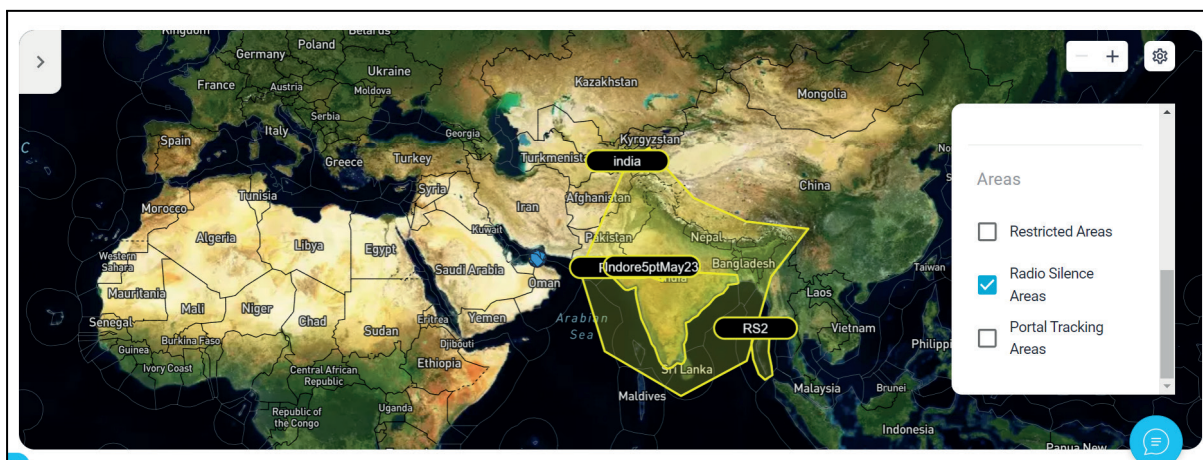 Kingdom
Belarus
Poland
Germany
Ukraine
France
Austria
Moldova
Kazakhstan
Mongolia
Serbia
Italy
Georgia
Kyrgyzstan
Spain
Greece
Turkey
Turkmenist
india
China
Areas
Syria
Tunisia
Iran
Afghanistan
Morocco
Kuwait
Algeria
Libya
Egypt
Pakistan
Nepal
Restricted Areas
Western
Sahara
Saudi Arabia
Indore5ptMay23
Bangladesh
Taiwan
Radio Silence
Areas
Oman
India
Mauritania
Mali
Niger
Laos
Chad
Sudan
Eritrea
Yemen
Arabian
Sea
RS2
Vietnam
Portal Tracking
Areas
Senegal
Burkina Faso
Djibouti
Philippi
Guinea
Ivory Coast
Central African
Republic
Ethiopia
Sri Lanka
Maldives
Malaysia
Brunei
Republic of
the Congo
Uganda
Indonesia
Papua New